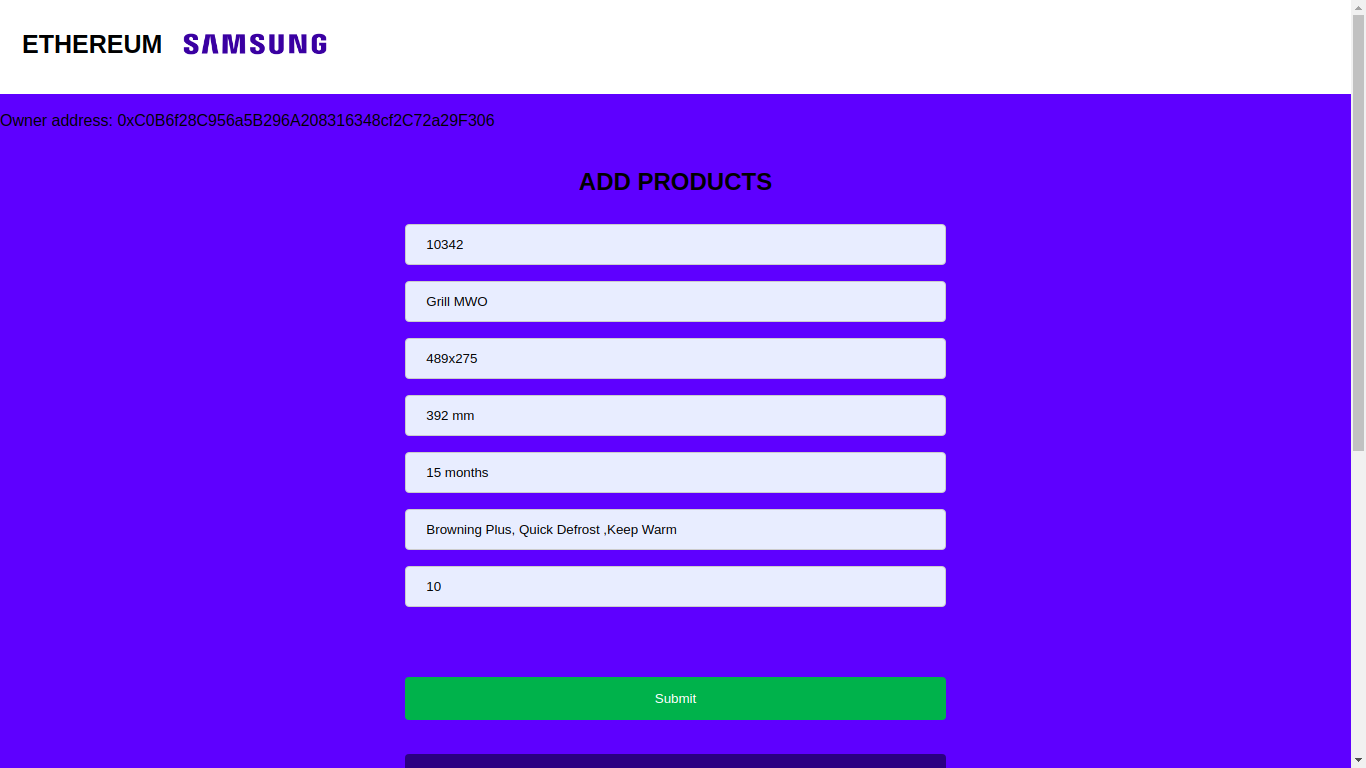 ETHEREUM SAMSUNG
Owner address: 0xC0B6f28C956a5B296A208316348cf2C72a29F306
ADD PRODUCTS
10342
Grill MWO
489x275
392 mm
15 months
Browning Plus, Quick Defrost ,Keep Warm
10
Submit